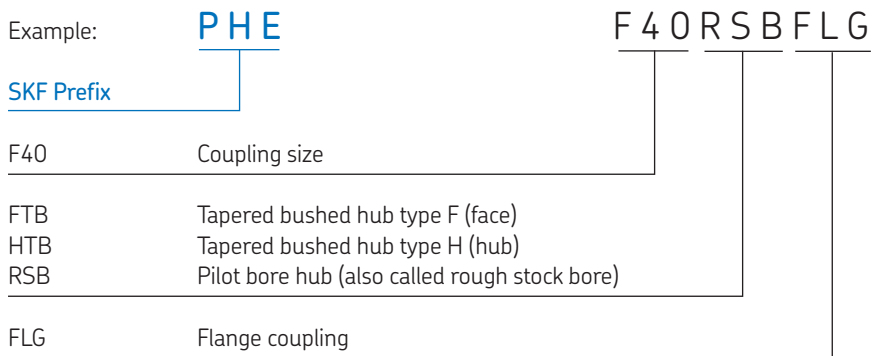 Example: PHE F40RSBFLG
SKF Prefix
F40 Coupling size
FTB Tapered bushed hub type F (face)
HTB Tapered bushed hub type H (hub)
RSB Pilot bore hub (also called rough stock bore)
FLG Flange coupling